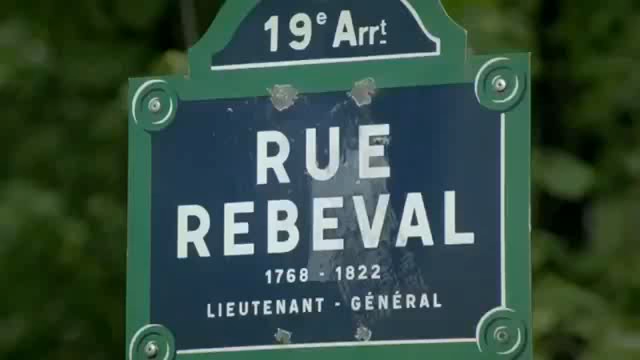 19e Arrt
RUE
REBEVAL
1768 - 1822
LIEUTENANT - GÉNÉRAL